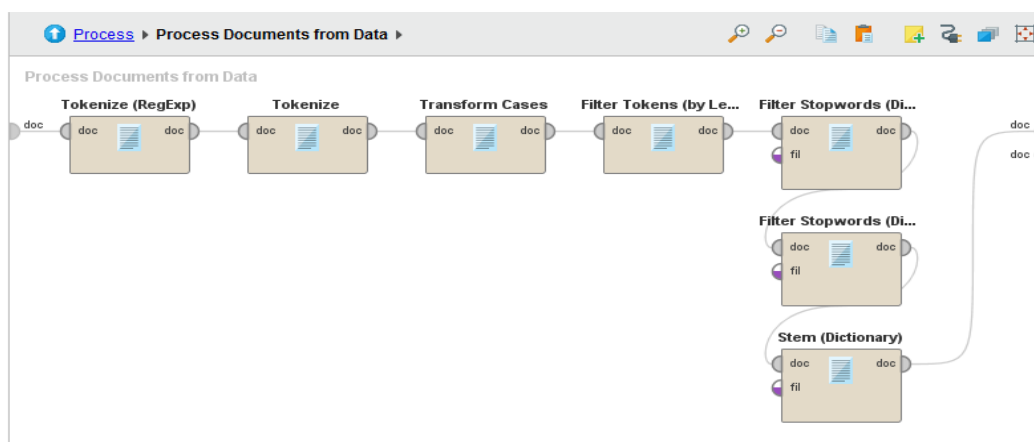 Process Process Documents from Data
Process Documents from Data
Tokenize (RegExp) Tokenize Transform Cases Filter Tokens (by Le... Filter Stopwords (Di...
doc doc doc doc doc doc doc doc doc doc doc doc
fil doc
Filter Stopwords (Di...
doc doc
fil
Stem (Dictionary)
doc doc
fil